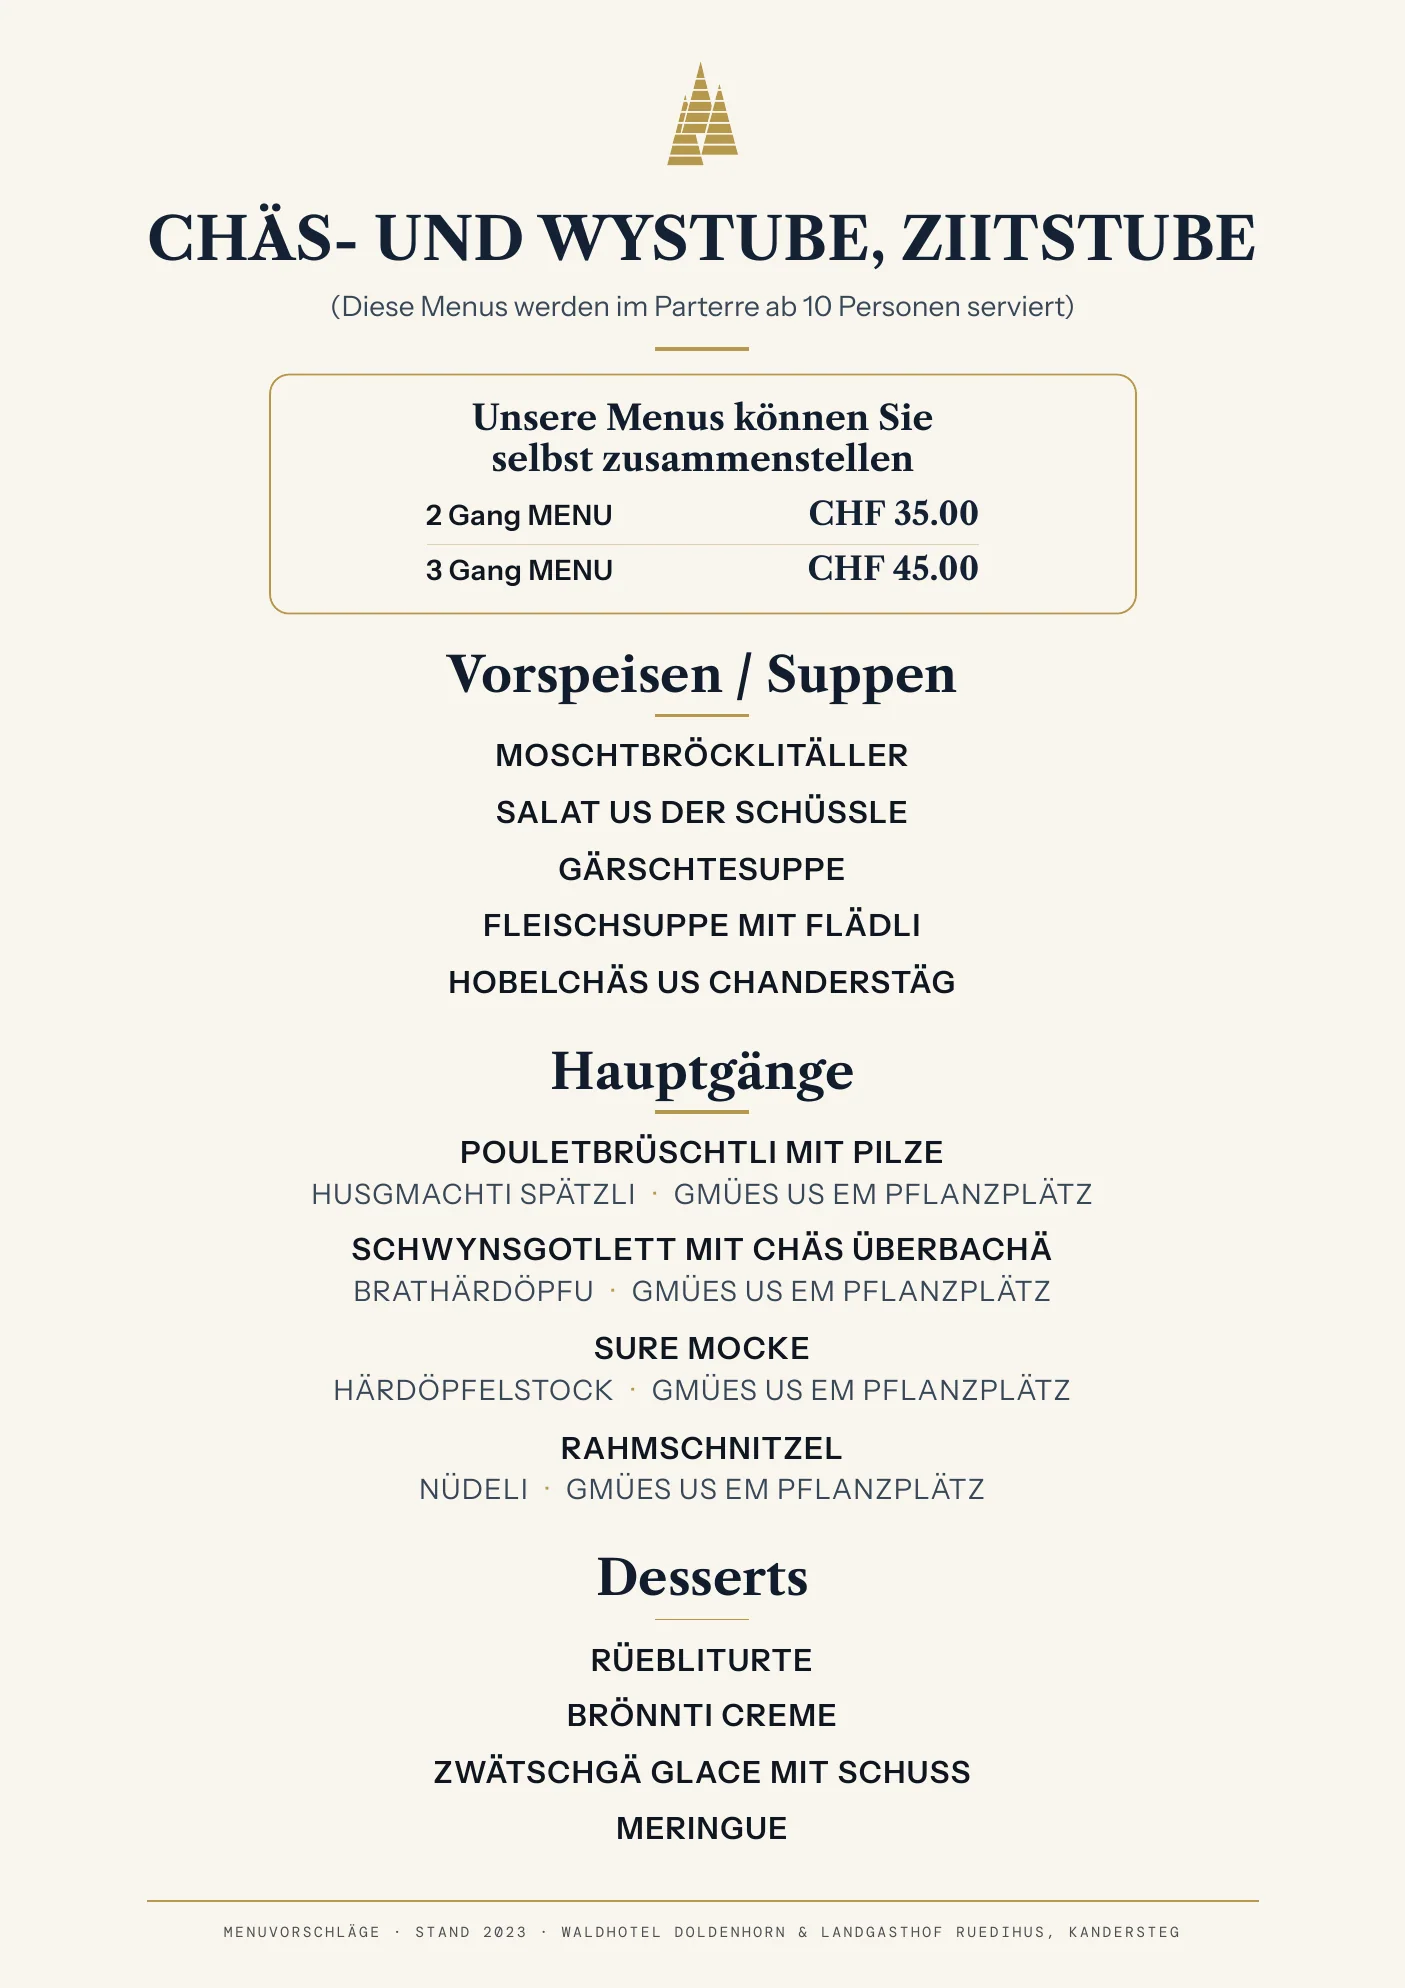 CHÄS- UND WYSTUBE, ZIITSTUBE
(Diese Menus werden im Parterre ab 10 Personen serviert)
Unsere Menus können Sie
selbst zusammenstellen
2 Gang MENU CHF 35.00
3 Gang MENU CHF 45.00
Vorspeisen / Suppen
MOSCHTBRÖCKLITÄLLER
SALAT US DER SCHÜSSLE
GÄRSCHTESUPPE
FLEISCHSUPPE MIT FLÄDLI
HOBELCHÄS US CHANDERSTÄG
Hauptgänge
POULETBRÜSCHTLI MIT PILZE
HUSGMACHTI SPÄTZLI · GMÜES US EM PFLANZPLÄTZ
SCHWYNSGOTLETT MIT CHÄS ÜBERBACHÄ
BRATHÄRDÖPFU · GMÜES US EM PFLANZPLÄTZ
SURE MOCKE
HÄRDÖPFELSTOCK · GMÜES US EM PFLANZPLÄTZ
RAHMSCHNITZEL
NÜDELI · GMÜES US EM PFLANZPLÄTZ
Desserts
RÜEBLITURTE
BRÖNNTI CREME
ZWÄTSCHGÄ GLACE MIT SCHUSS
MERINGUE
MENUVORSCHLÄGE · STAND 2023 · WALDHOTEL DOLDENHORN & LANDGASTHOF RUEDIHUS, KANDERSTEG